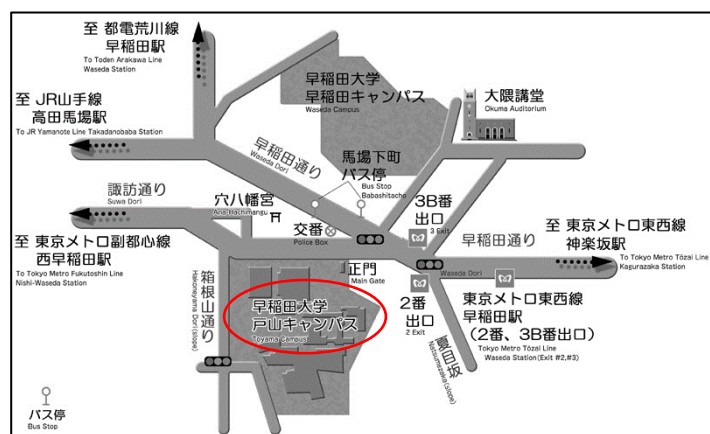 至 都電荒川線
早稲田駅
To Toden Arakawa Line
Waseda Station
早稲田大学
早稲田キャンパス
Waseda Campus
大隈講堂
Okuma Auditorium
至 JR山手線
高田馬場駅
To JR Yamanote Line Takadanobaba Station
早稲田通り
Waseda Dori
馬場下町
バス停
Bus Stop
Babashitacho
諏訪通り
Suwa Dori
穴八幡宮
Ana-Hachimangu
交番
Police Box
3B番
出口
3 Exit
至 東京メトロ東西線
神楽坂駅
To Tokyo Metro Tōzai Line
Kagurazaka Station
早稲田通り
Waseda Dori
至 東京メトロ副都心線
西早稲田駅
To Tokyo Metro Fukutoshin Line
Nishi-Waseda Station
箱根山通り
Hakoneyama Dori(slope)
正門
Main Gate
早稲田大学
戸山キャンパス
Toyama Campus
2番
出口
2 Exit
東京メトロ東西線
早稲田駅
(2番、3B番出口)
Tokyo Metro Tōzai Line
Waseda Station(Exit #2,#3)
夏目坂
Natsumezaka(slope)
バス停
Bus Stop